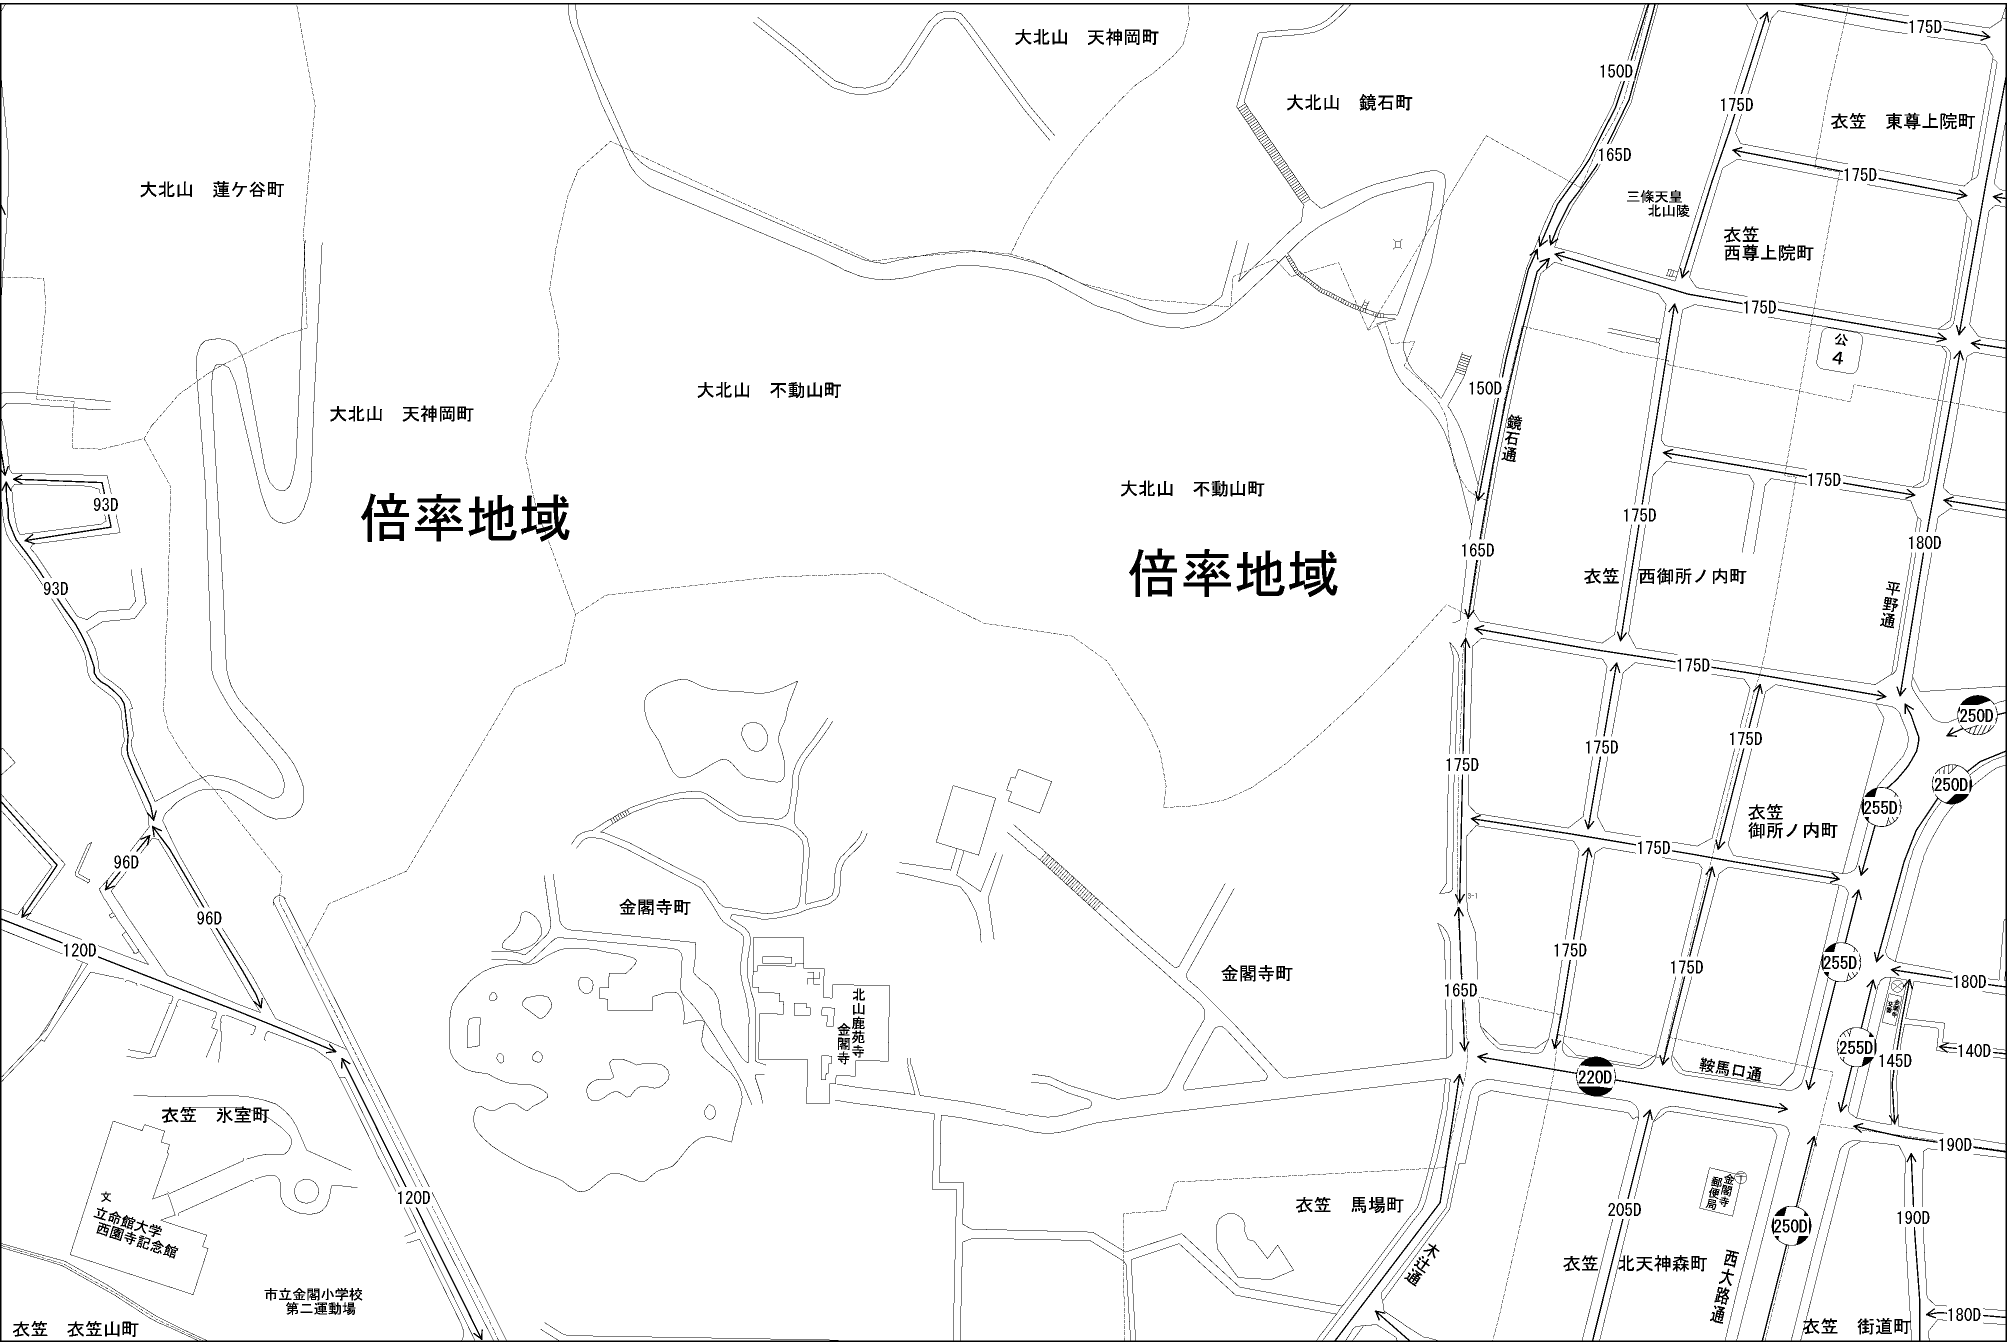 175D
大北山　天神岡町
150D
大北山　鏡石町
175D
衣笠　東尊上院町
165D
175D
大北山　蓮ケ谷町
三條天皇
北山陵
衣笠
西尊上院町
175D
公
4
大北山　不動山町
150D
大北山　天神岡町
鏡石通
175D
大北山　不動山町
93D
倍率地域
175D
180D
165D
倍率地域
衣笠　西御所ノ内町
93D
平野通
175D
250D
175D
175D
175D
250D
255D
衣笠
御所ノ内町
175D
96D
金閣寺町
96D
120D
175D
175D
255D
金閣寺町
180D
165D
北山鹿苑寺
金閣寺
255D
145D
140D
鞍馬口通
220D
衣笠　氷室町
190D
文
立命館大学
西園寺記念館
120D
衣笠　馬場町
金閣寺
郵便局
205D
250D
190D
木辻通
衣笠　北天神森町
西大路通
市立金閣小学校
第二運動場
180D
衣笠　衣笠山町
衣笠　街道町